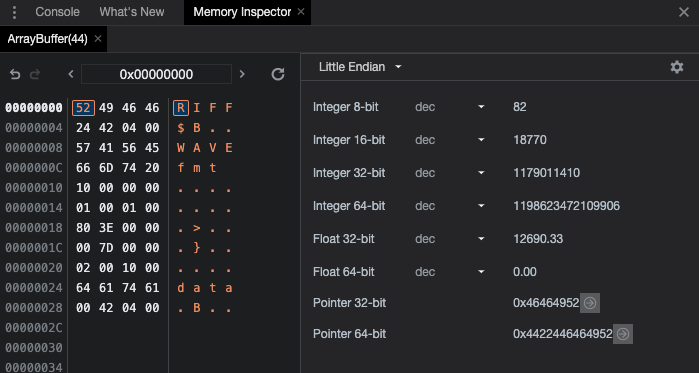 Console What's New Memory Inspector ×
ArrayBuffer(44) ×
0x00000000
Little Endian
00000000 52 49 46 46 R I F F
00000004 24 42 04 00 $ B . .
00000008 57 41 56 45 W A V E
0000000C 66 6D 74 20 f m t
00000010 10 00 00 00 . . . .
00000014 01 00 01 00 . . . .
00000018 80 3E 00 00 . > . .
0000001C 00 7D 00 00 . } . .
00000020 02 00 10 00 . . . .
00000024 64 61 74 61 d a t a
00000028 00 42 04 00 . B . .
0000002C
00000030
00000034
Integer 8-bit dec 82
Integer 16-bit dec 18770
Integer 32-bit dec 1179011410
Integer 64-bit dec 1198623472109906
Float 32-bit dec 12690.33
Float 64-bit dec 0.00
Pointer 32-bit 0x46464952
Pointer 64-bit 0x4422446464952